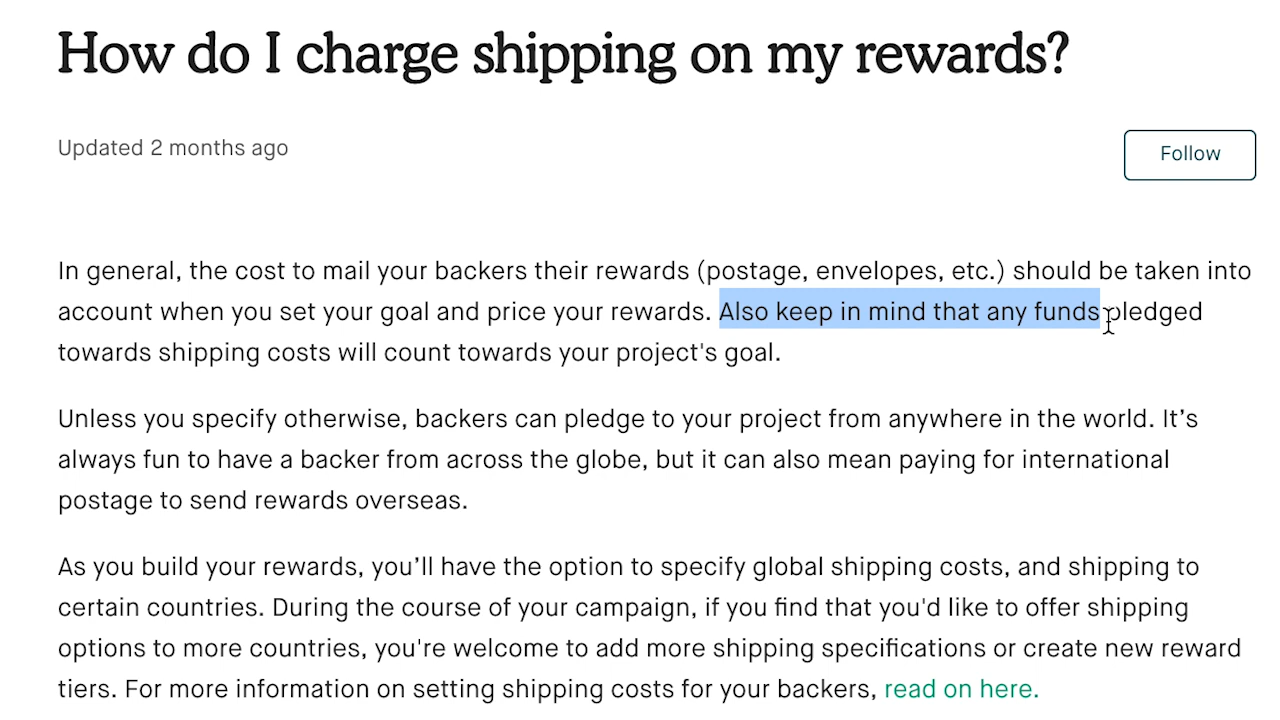 How do I charge shipping on my rewards?
Updated 2 months ago
Follow
In general, the cost to mail your backers their rewards (postage, envelopes, etc.) should be taken into
account when you set your goal and price your rewards. Also keep in mind that any funds pledged
towards shipping costs will count towards your project's goal.
Unless you specify otherwise, backers can pledge to your project from anywhere in the world. It’s
always fun to have a backer from across the globe, but it can also mean paying for international
postage to send rewards overseas.
As you build your rewards, you’ll have the option to specify global shipping costs, and shipping to
certain countries. During the course of your campaign, if you find that you'd like to offer shipping
options to more countries, you're welcome to add more shipping specifications or create new reward
tiers. For more information on setting shipping costs for your backers, read on here.